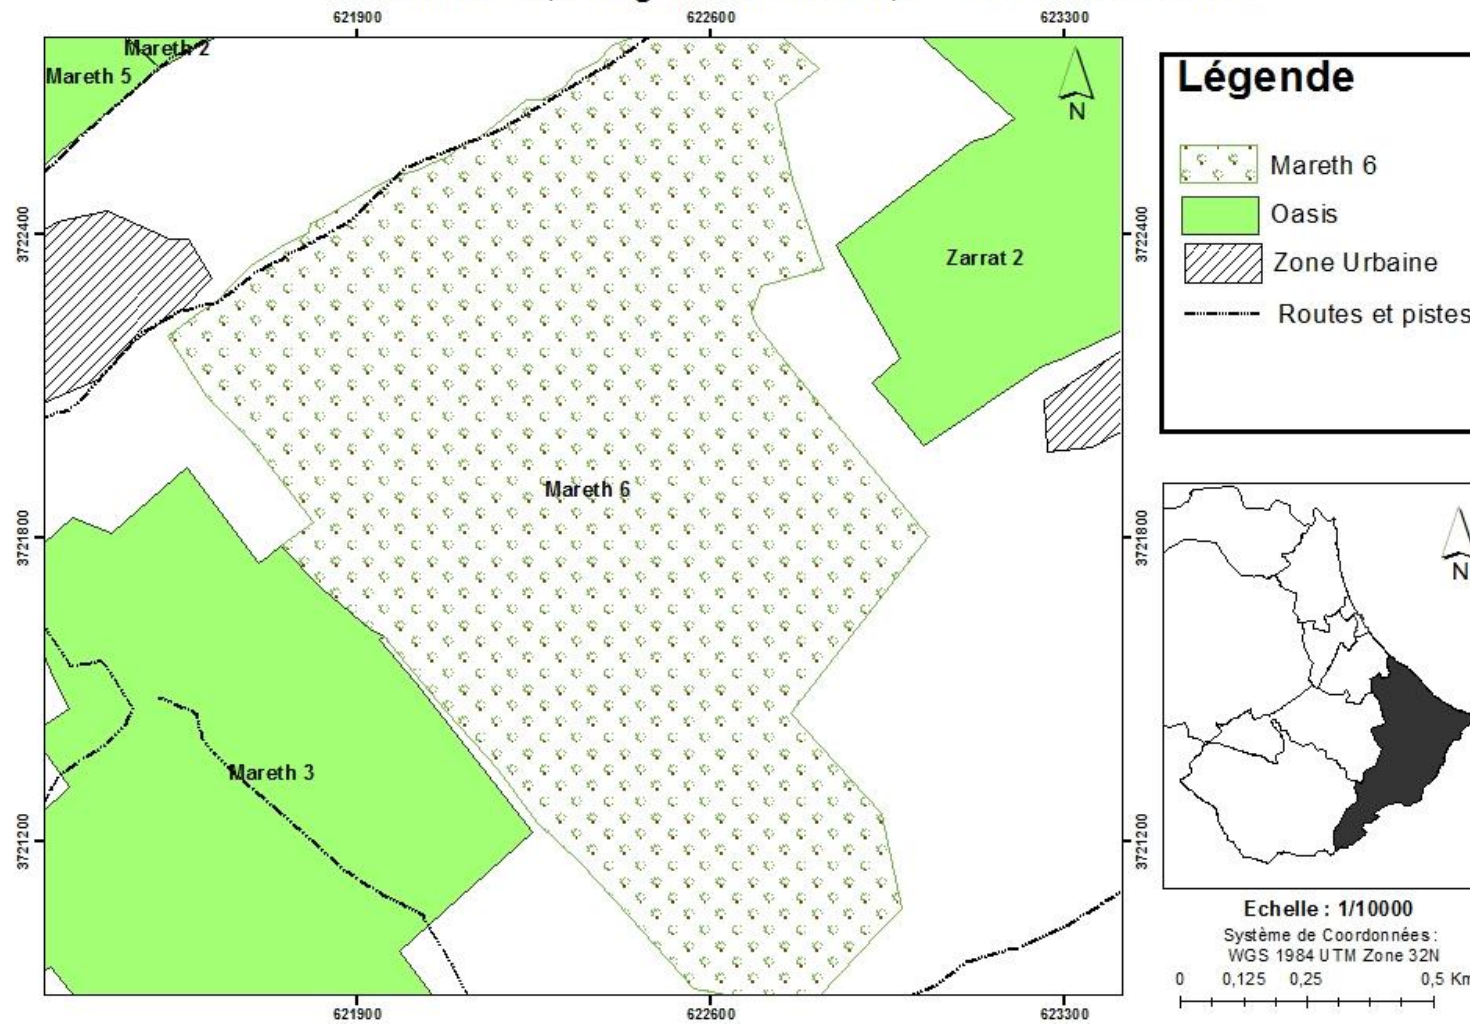 621900
622600
623300
Mareth 2
Mareth 5
N
Légende
Mareth 6
Oasis
Zone Urbaine
Routes et pistes
3722400
3722400
Zarrat 2
Mareth 6
3721800
3721800
N
Mareth 3
3721200
3721200
Echelle : 1/10000
Système de Coordonnées :
WGS 1984 UTM Zone 32N
0 0,125 0,25 0,5 Km
621900
622600
623300